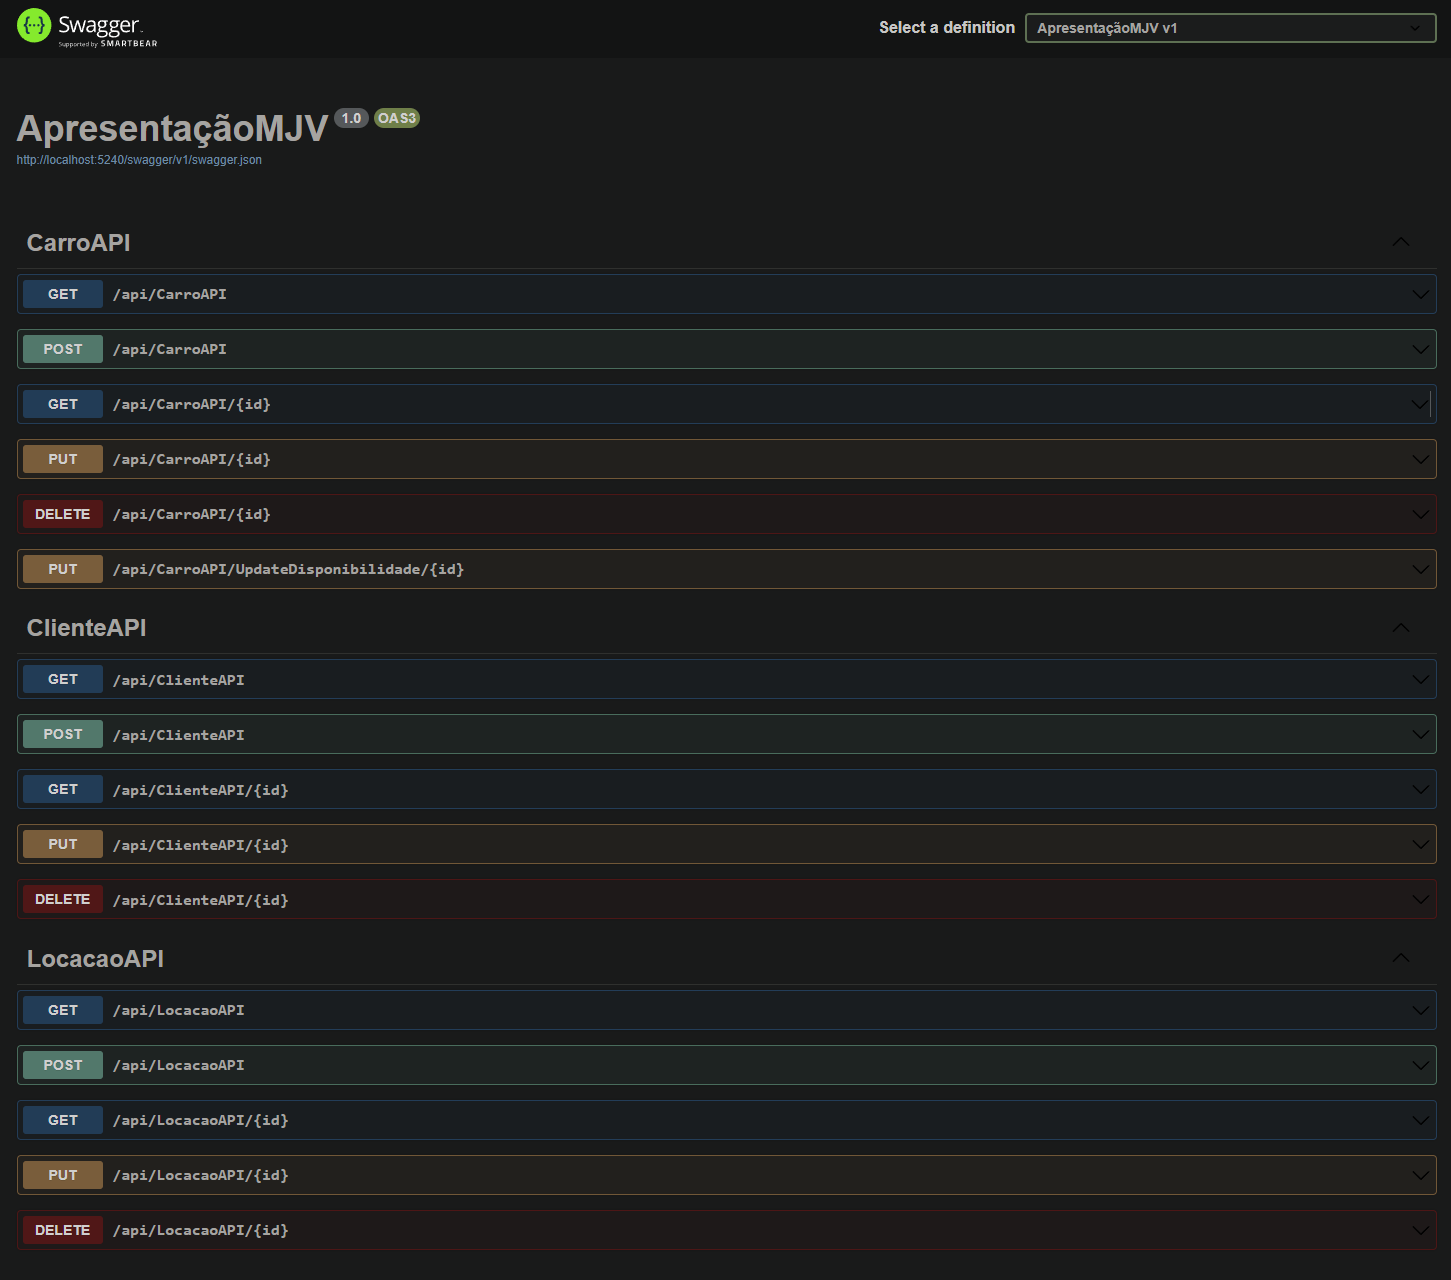 Swagger
Supported by SMARTBEAR
Select a definition
ApresentaçãoMJV v1
ApresentaçãoMJV 1.0 OAS3
http://localhost:5240/swagger/v1/swagger.json
CarroAPI
GET /api/CarroAPI
POST /api/CarroAPI
GET /api/CarroAPI/{id}
PUT /api/CarroAPI/{id}
DELETE /api/CarroAPI/{id}
PUT /api/CarroAPI/UpdateDisponibilidade/{id}
ClienteAPI
GET /api/ClienteAPI
POST /api/ClienteAPI
GET /api/ClienteAPI/{id}
PUT /api/ClienteAPI/{id}
DELETE /api/ClienteAPI/{id}
LocacaoAPI
GET /api/LocacaoAPI
POST /api/LocacaoAPI
GET /api/LocacaoAPI/{id}
PUT /api/LocacaoAPI/{id}
DELETE /api/LocacaoAPI/{id}